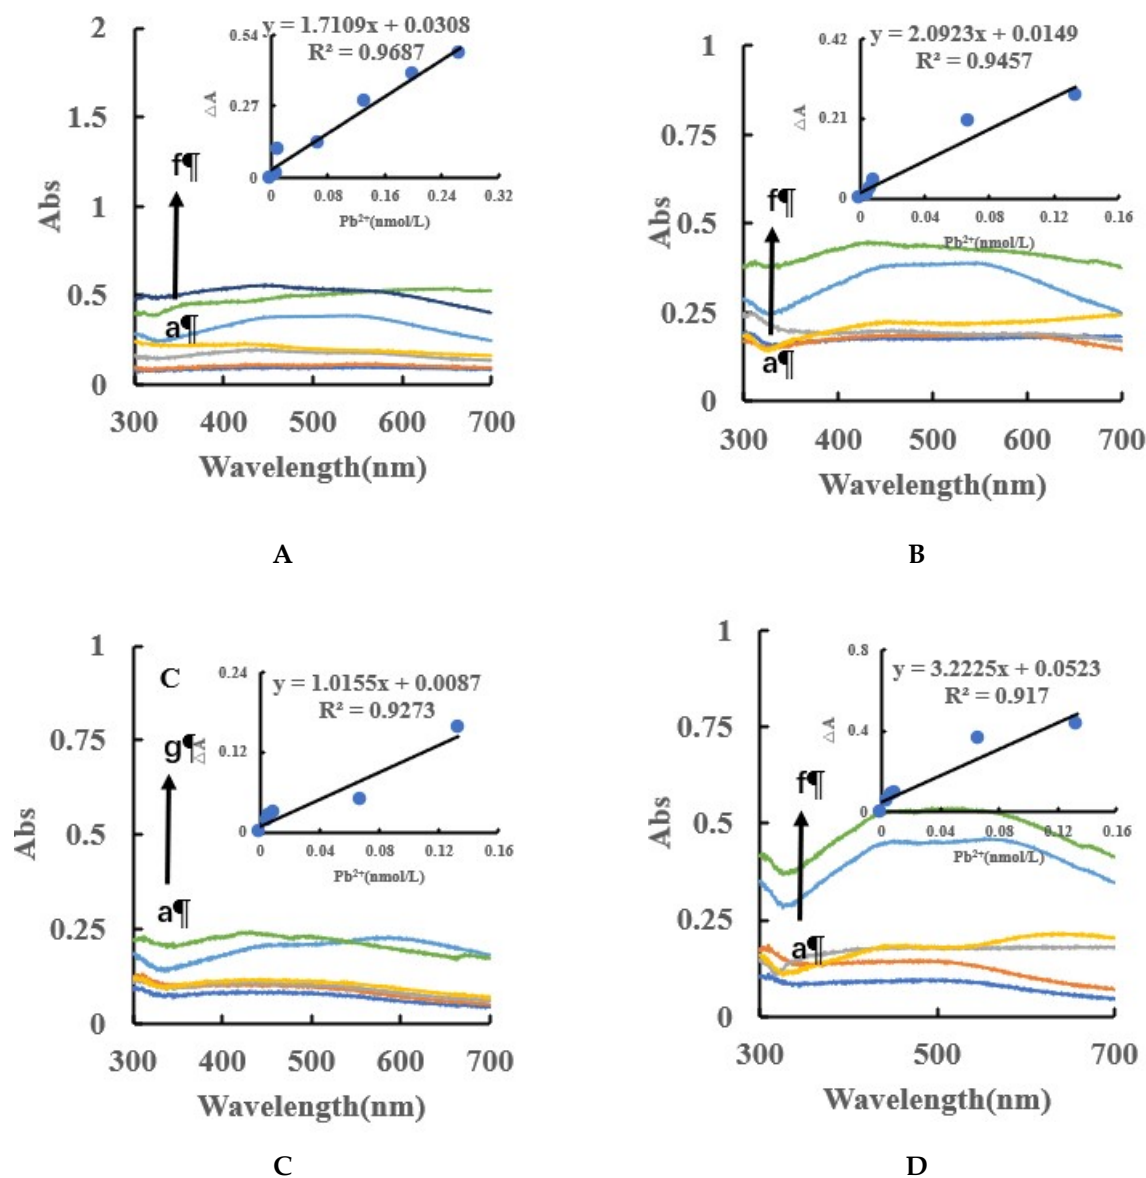 y = 1.7109x + 0.0308
R² = 0.9687
0.54
0.27
0
△A
0 0.08 0.16 0.24 0.32
Pb²⁺(nmol/L)
2
1.5
1
0.5
0
Abs
f¶
a¶
300 400 500 600 700
Wavelength(nm)
A
y = 2.0923x + 0.0149
R² = 0.9457
0.42
0.21
0
△A
0 0.04 0.08 0.12 0.16
Pb²⁺(nmol/L)
1
0.75
0.5
0.25
0
Abs
f¶
a¶
300 400 500 600 700
Wavelength(nm)
B
C
y = 1.0155x + 0.0087
R² = 0.9273
0.24
0.12
0
△A
0 0.04 0.08 0.12 0.16
Pb²⁺(nmol/L)
1
0.75
0.5
0.25
0
Abs
g¶
a¶
300 400 500 600 700
Wavelength(nm)
C
y = 3.2225x + 0.0523
R² = 0.917
0.8
0.4
0
△A
0 0.04 0.08 0.12 0.16
Pb²⁺(nmol/L)
1
0.75
0.5
0.25
0
Abs
f¶
a¶
300 500 700
Wavelength(nm)
D